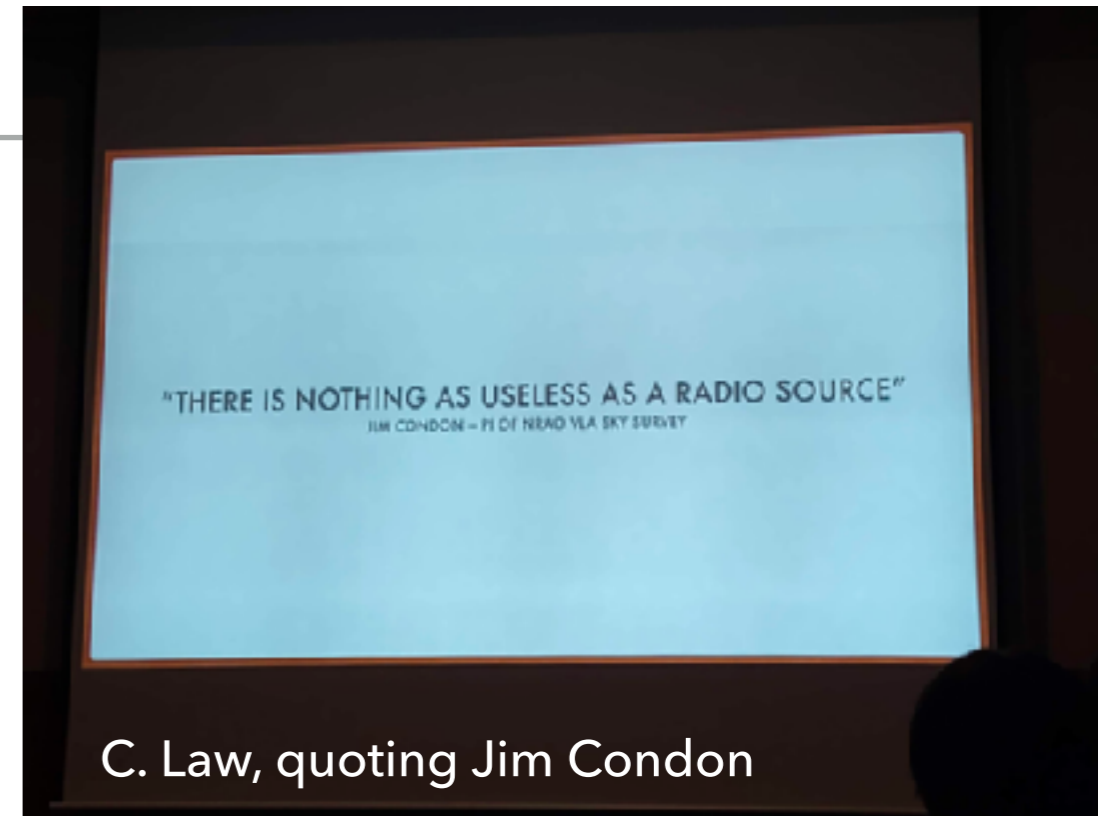 "THERE IS NOTHING AS USELESS AS A RADIO SOURCE"
JIM CONDON – PI OF NRAO VLA SKY SURVEY
C. Law, quoting Jim Condon